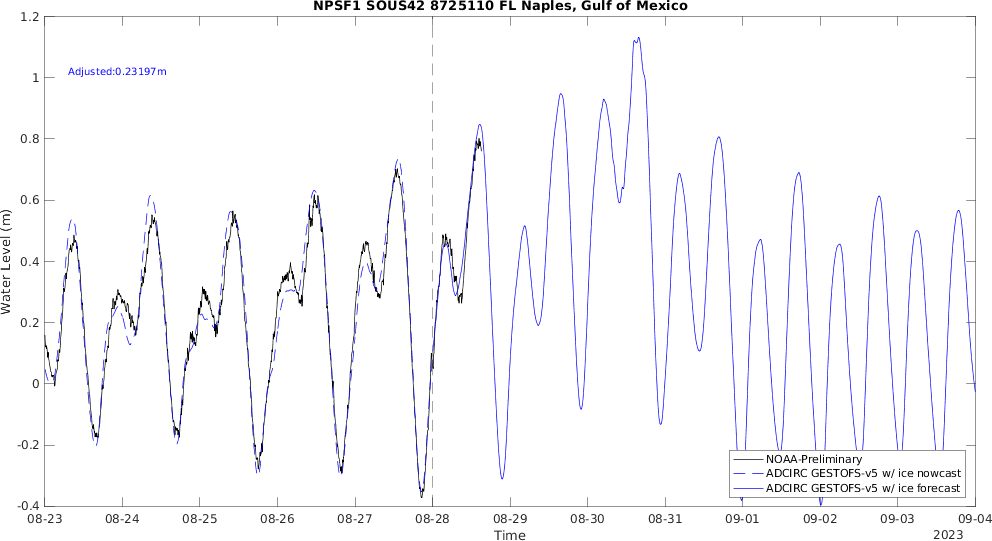 NPSF1 SOUS42 8725110 FL Naples, Gulf of Mexico
Adjusted:0.23197m
Water Level (m)
1.2
1
0.8
0.6
0.4
0.2
0
-0.2
-0.4
NOAA-Preliminary
ADCIRC GESTOFS-v5 w/ ice nowcast
ADCIRC GESTOFS-v5 w/ ice forecast
08-23 08-24 08-25 08-26 08-27 08-28 08-29 08-30 08-31 09-01 09-02 09-03 09-04
Time
2023